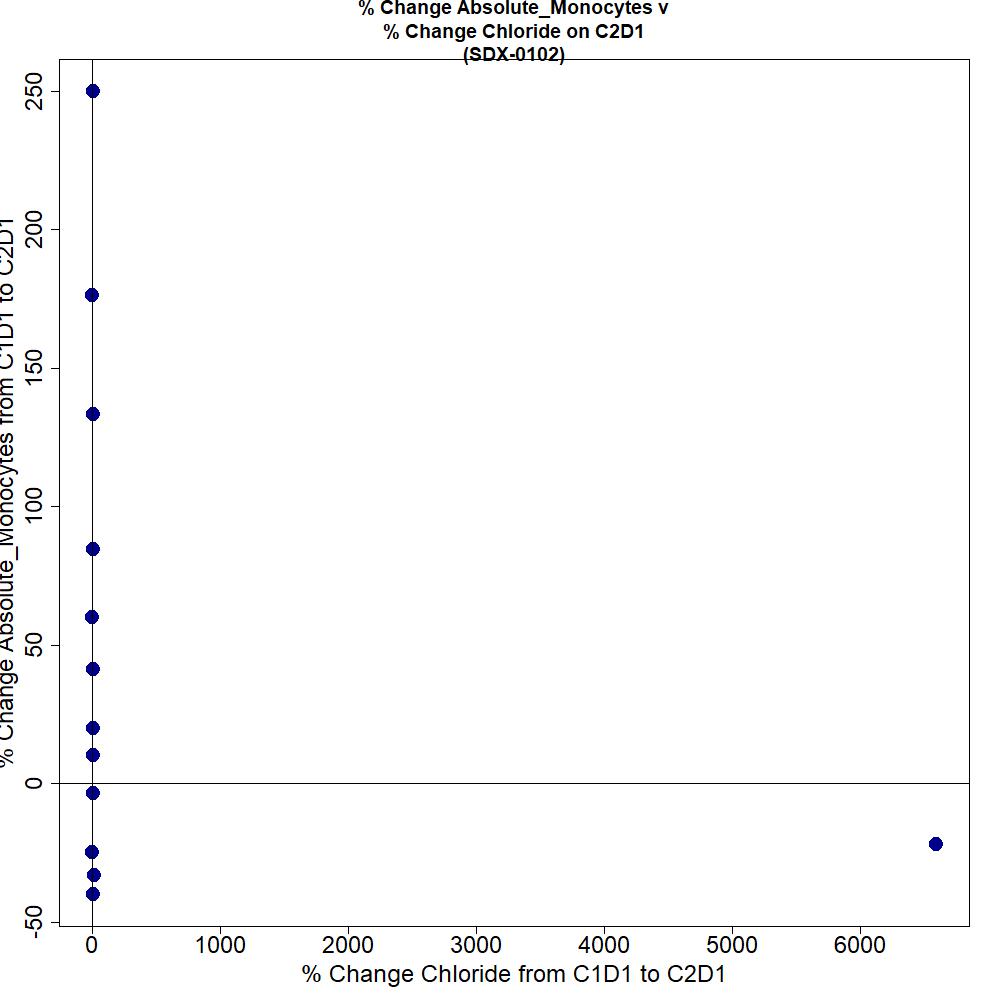 % Change Absolute_Monocytes v
% Change Chloride on C2D1
(SDX-0102)
% Change Absolute_Monocytes from C1D1 to C2D1
250
200
150
100
50
0
-50
0 1000 2000 3000 4000 5000 6000
% Change Chloride from C1D1 to C2D1